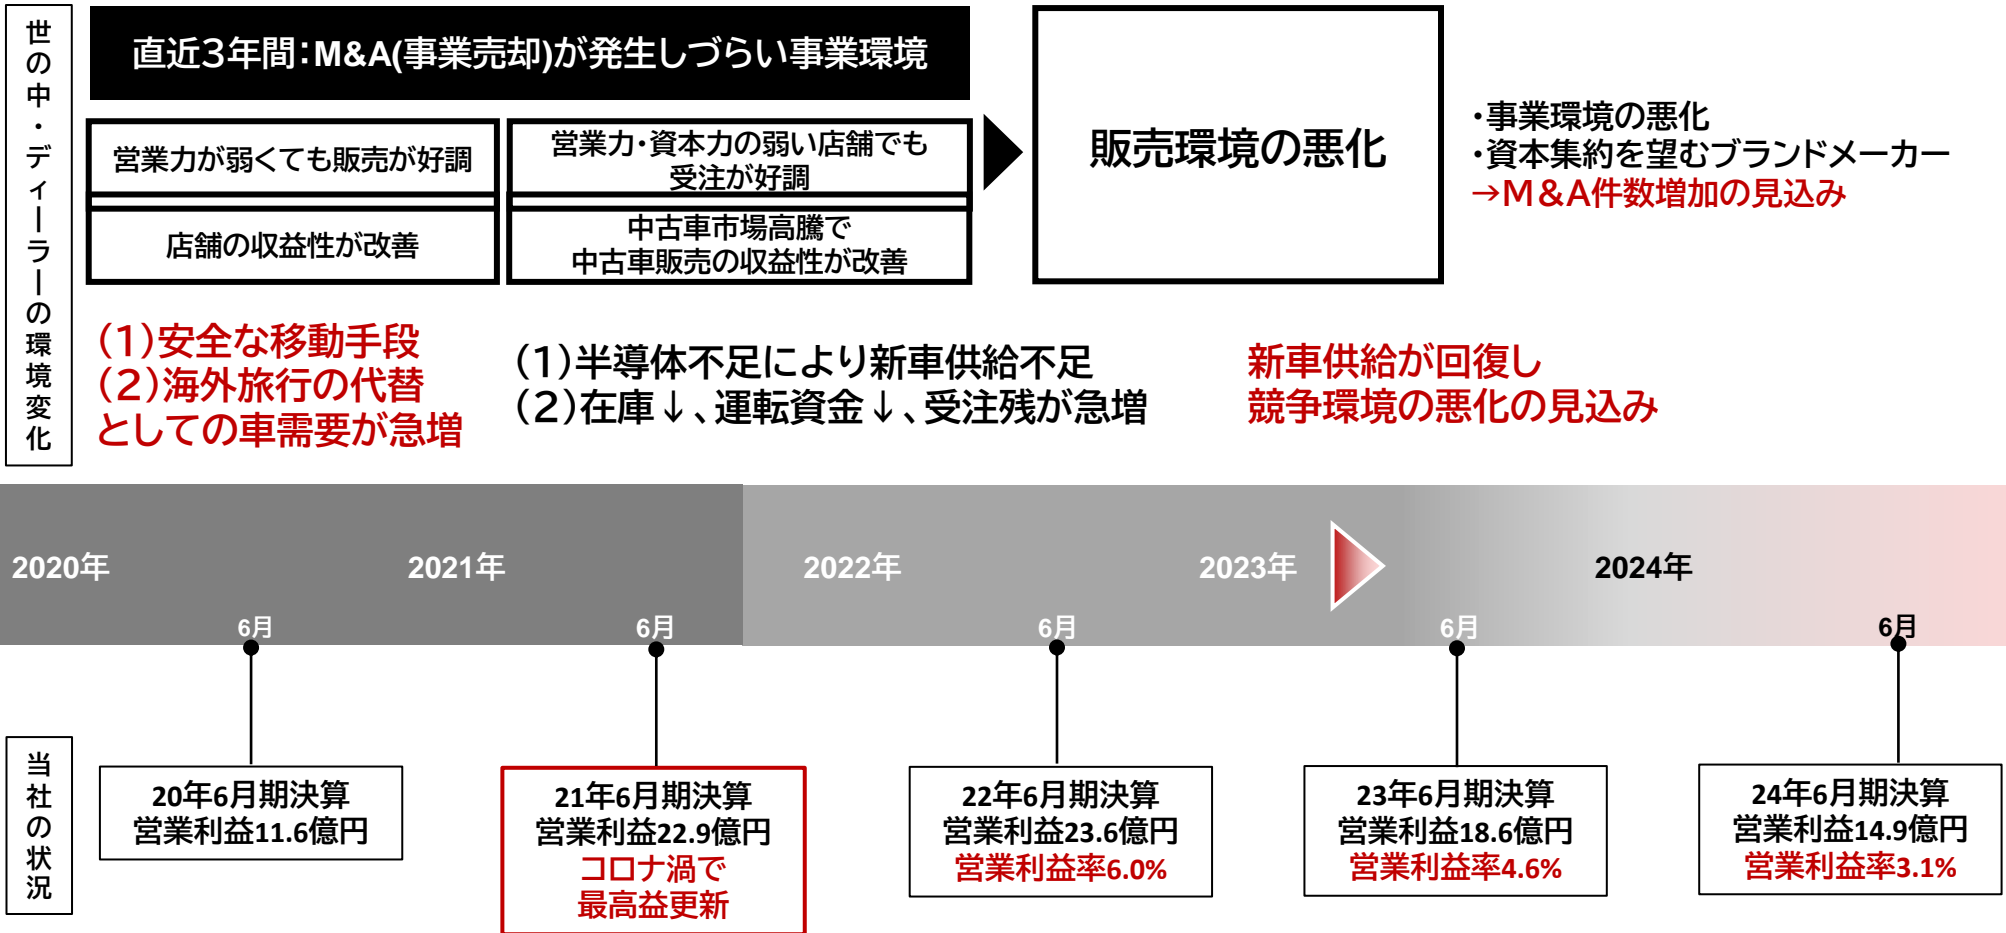 世の中・ディーラーの環境変化
直近3年間：M&A(事業売却)が発生しづらい事業環境
営業力が弱くても販売が好調
営業力・資本力の弱い店舗でも
受注が好調
店舗の収益性が改善
中古車市場高騰で
中古車販売の収益性が改善
販売環境の悪化
・事業環境の悪化
・資本集約を望むブランドメーカー
→M&A件数増加の見込み
（1）安全な移動手段
（2）海外旅行の代替
としての車需要が急増
（1）半導体不足により新車供給不足
（2）在庫↓、運転資金↓、受注残が急増
新車供給が回復し
競争環境の悪化の見込み
2020年
2021年
2022年
2023年
2024年
6月
6月
6月
6月
6月
当社の状況
20年6月期決算
営業利益11.6億円
21年6月期決算
営業利益22.9億円
コロナ渦で
最高益更新
22年6月期決算
営業利益23.6億円
営業利益率6.0%
23年6月期決算
営業利益18.6億円
営業利益率4.6%
24年6月期決算
営業利益14.9億円
営業利益率3.1%